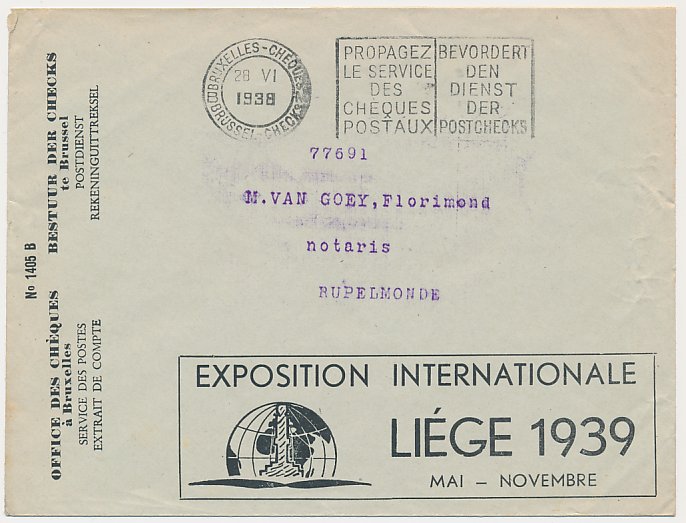 BRUXELLES-CHEQUES
28 VI
1938
BRUSSEL-CHECKS
PROPAGEZ
LE SERVICE
DES
CHÈQUES
POSTAUX
BEVORDERT
DEN
DIENST
DER
POSTCHECKS
77691
M.VAN GOEY,Florimond
notaris
RUPELMONDE
No 1405 B
OFFICE DES CHÈQUES
à Bruxelles
SERVICE DES POSTES
EXTRAIT DE COMPTE
BESTUUR DER CHECKS
te Brussel
POSTDIENST
REKENINGUITTREKSEL
EXPOSITION INTERNATIONALE
LIÉGE 1939
MAI – NOVEMBRE